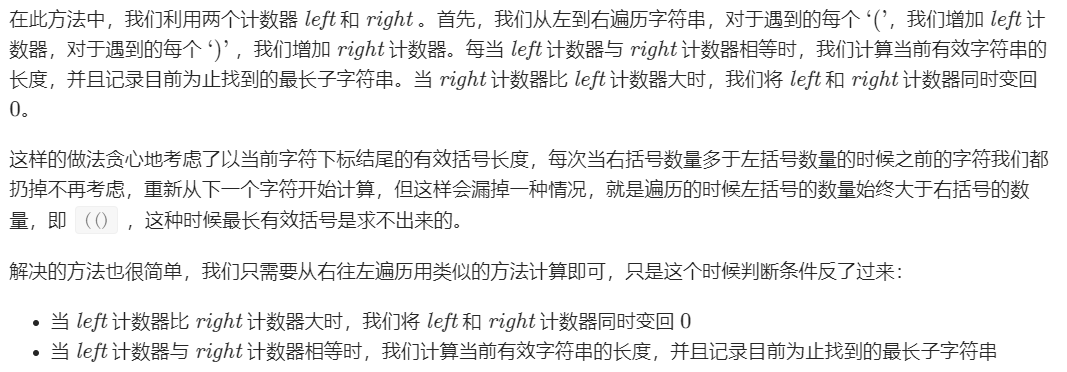 在此方法中，我们利用两个计数器 left 和 right 。首先，我们从左到右遍历字符串，对于遇到的每个 ‘(’，我们增加 left 计
数器，对于遇到的每个 ‘)’ ，我们增加 right 计数器。每当 left 计数器与 right 计数器相等时，我们计算当前有效字符串的
长度，并且记录目前为止找到的最长子字符串。当 right 计数器比 left 计数器大时，我们将 left 和 right 计数器同时变回
0。
这样的做法贪心地考虑了以当前字符下标结尾的有效括号长度，每次当右括号数量多于左括号数量的时候之前的字符我们都
扔掉不再考虑，重新从下一个字符开始计算，但这样会漏掉一种情况，就是遍历的时候左括号的数量始终大于右括号的数
量，即 (() ，这种时候最长有效括号是求不出来的。
解决的方法也很简单，我们只需要从右往左遍历用类似的方法计算即可，只是这个时候判断条件反了过来：
• 当 left 计数器比 right 计数器大时，我们将 left 和 right 计数器同时变回 0
• 当 left 计数器与 right 计数器相等时，我们计算当前有效字符串的长度，并且记录目前为止找到的最长子字符串